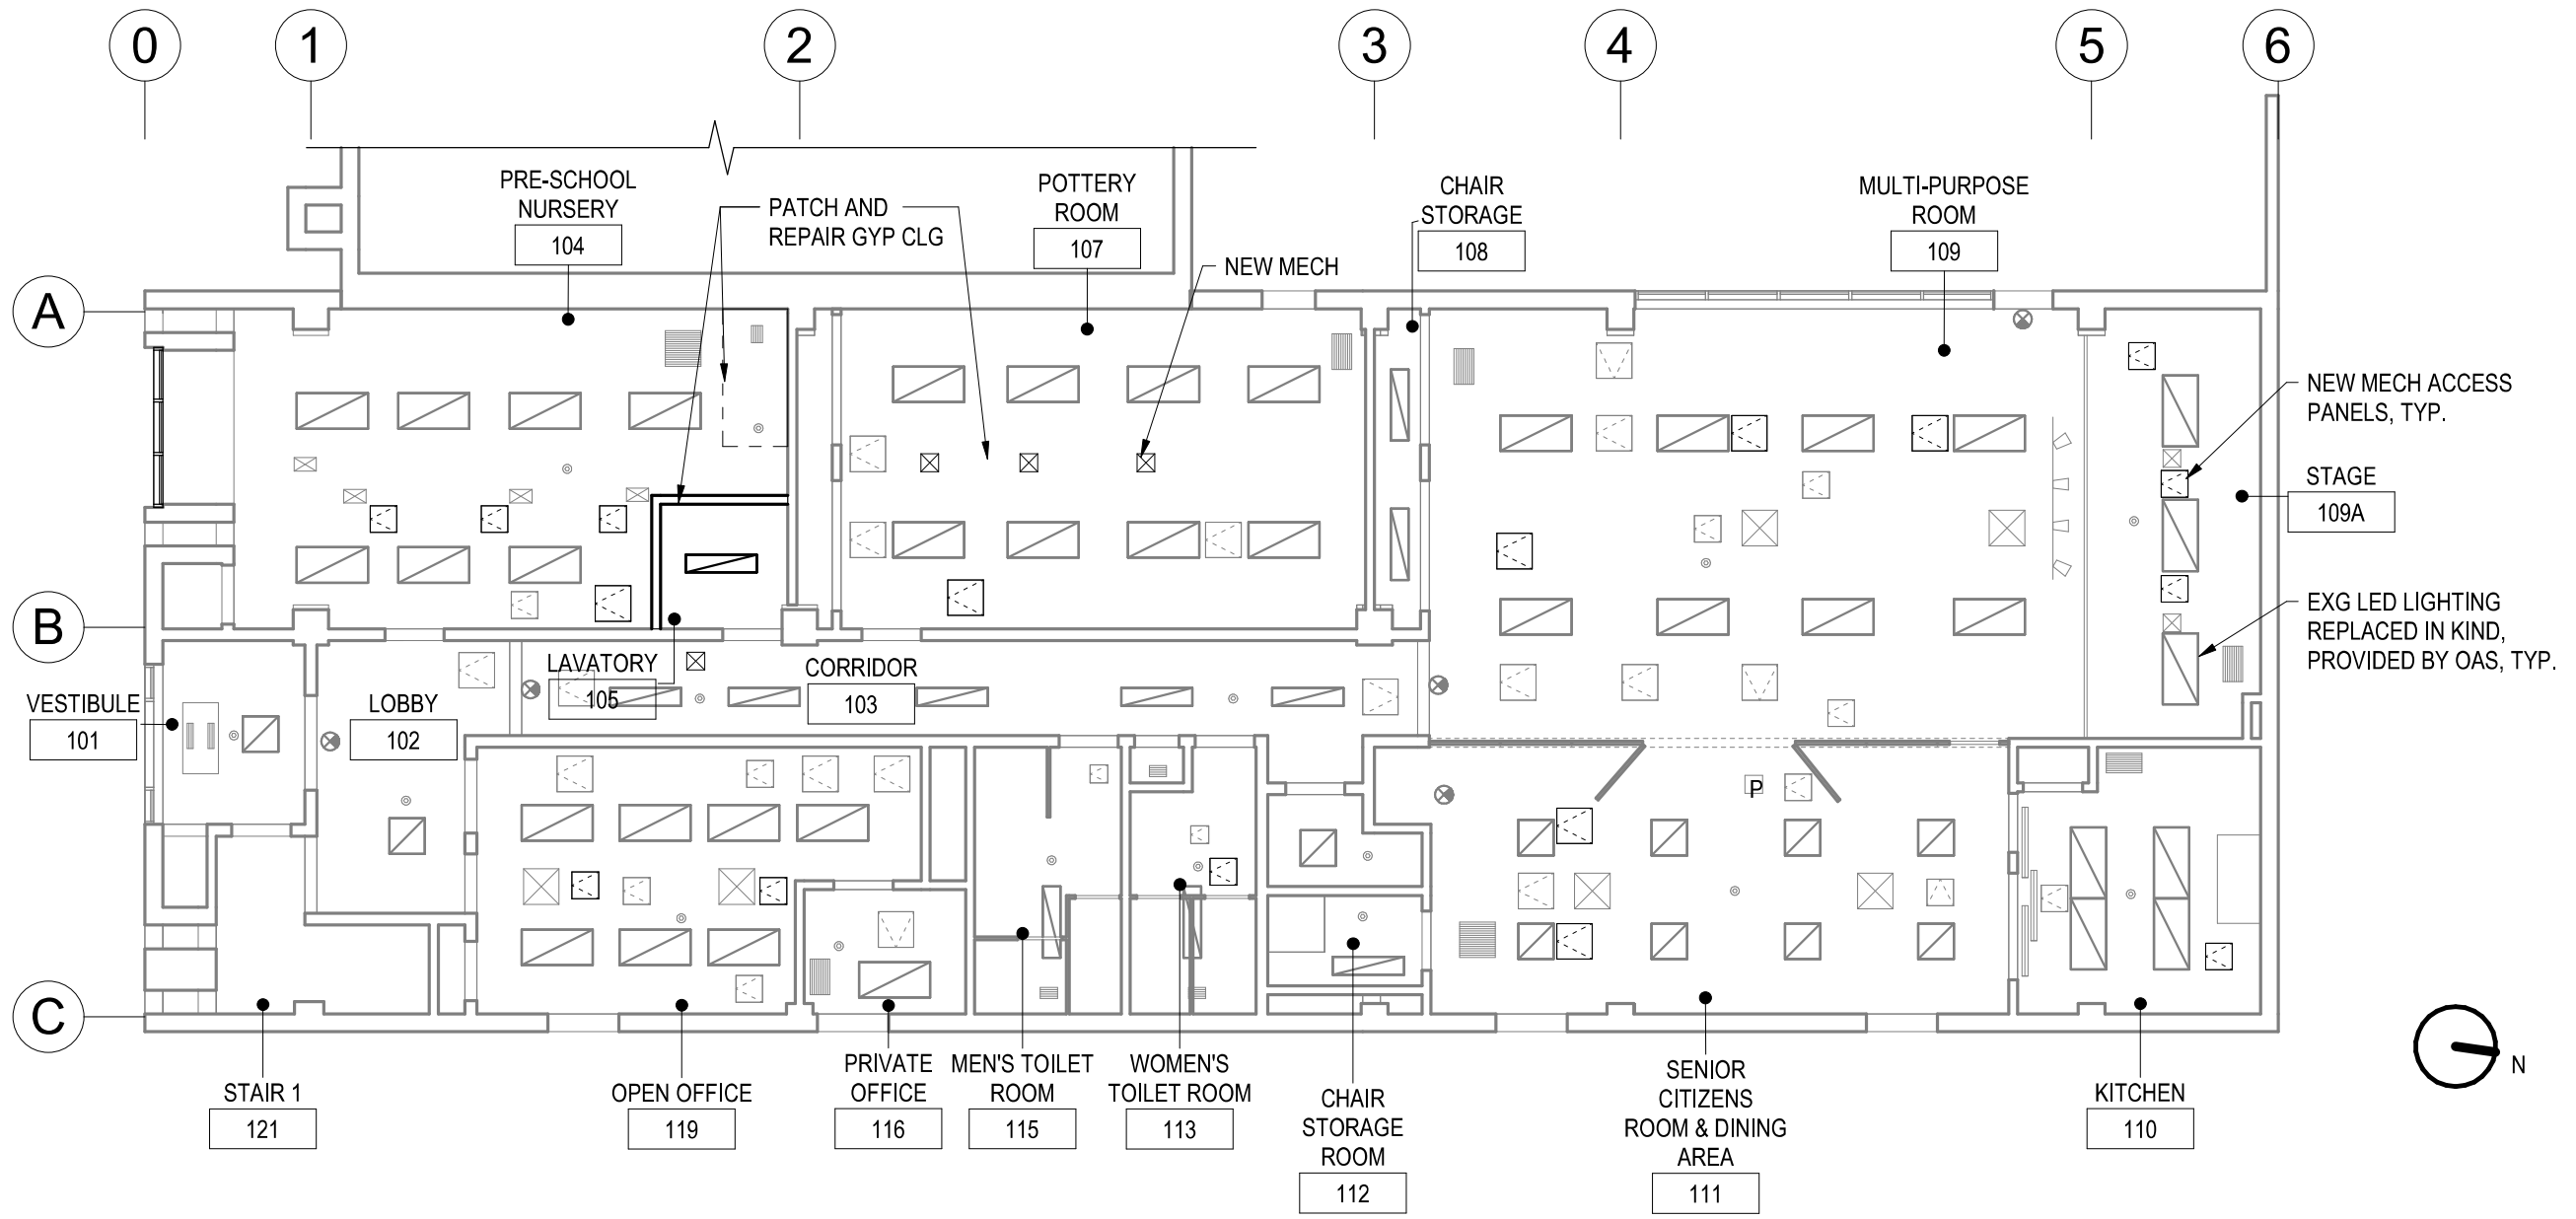 0
1
2
3
4
5
6
PRE-SCHOOL
NURSERY
104
PATCH AND
REPAIR GYP CLG
POTTERY
ROOM
107
NEW MECH
CHAIR
STORAGE
108
MULTI-PURPOSE
ROOM
109
A
NEW MECH ACCESS
PANELS, TYP.
STAGE
109A
B
EXG LED LIGHTING
REPLACED IN KIND,
PROVIDED BY OAS, TYP.
VESTIBULE
101
LOBBY
102
LAVATORY
105
CORRIDOR
103
P
C
N
STAIR 1
121
OPEN OFFICE
119
PRIVATE
OFFICE
116
MEN'S TOILET
ROOM
115
WOMEN'S
TOILET ROOM
113
CHAIR
STORAGE
ROOM
112
SENIOR
CITIZENS
ROOM & DINING
AREA
111
KITCHEN
110